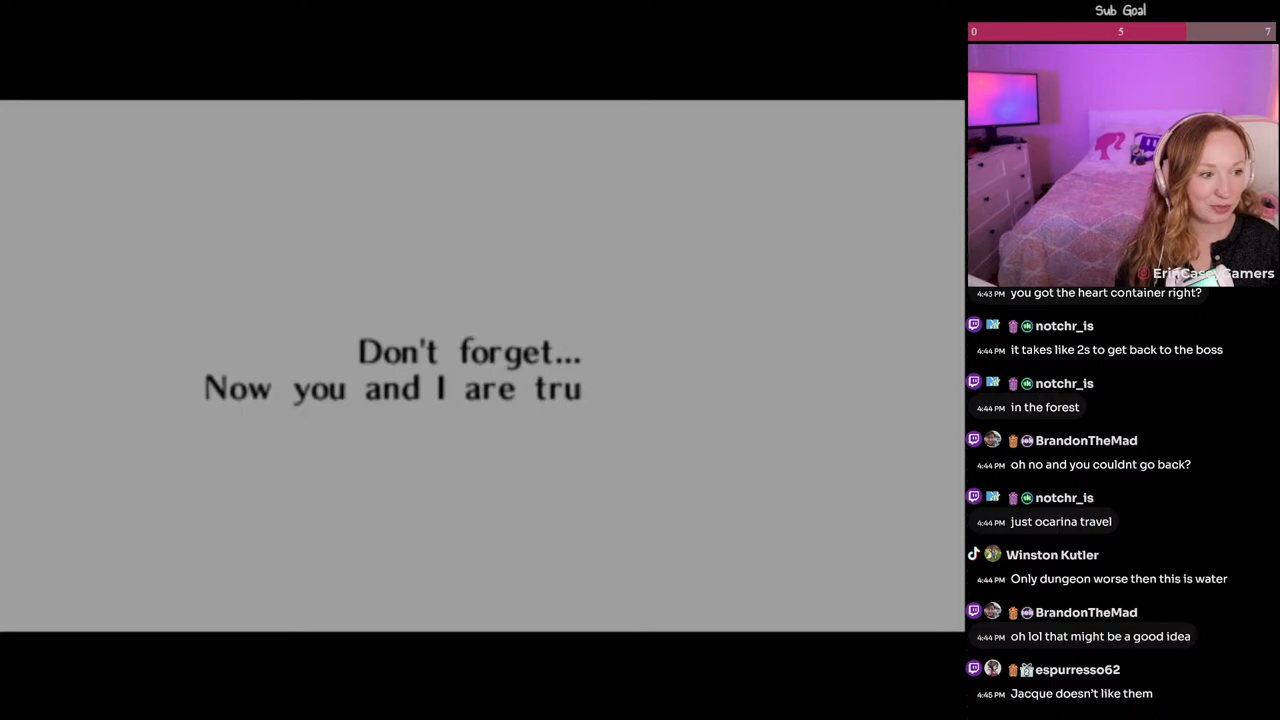 Sub Goal
0 5 7
Don't forget...
Now you and I are tru
4:43 PM you got the heart container right?
notchr_is
4:44 PM it takes like 2s to get back to the boss
notchr_is
4:44 PM in the forest
BrandonTheMad
4:44 PM oh no and you couldnt go back?
notchr_is
4:44 PM just ocarina travel
Winston Kutler
4:44 PM Only dungeon worse then this is water
BrandonTheMad
4:44 PM oh lol that might be a good idea
espurresso62
4:45 PM Jacque doesn't like them